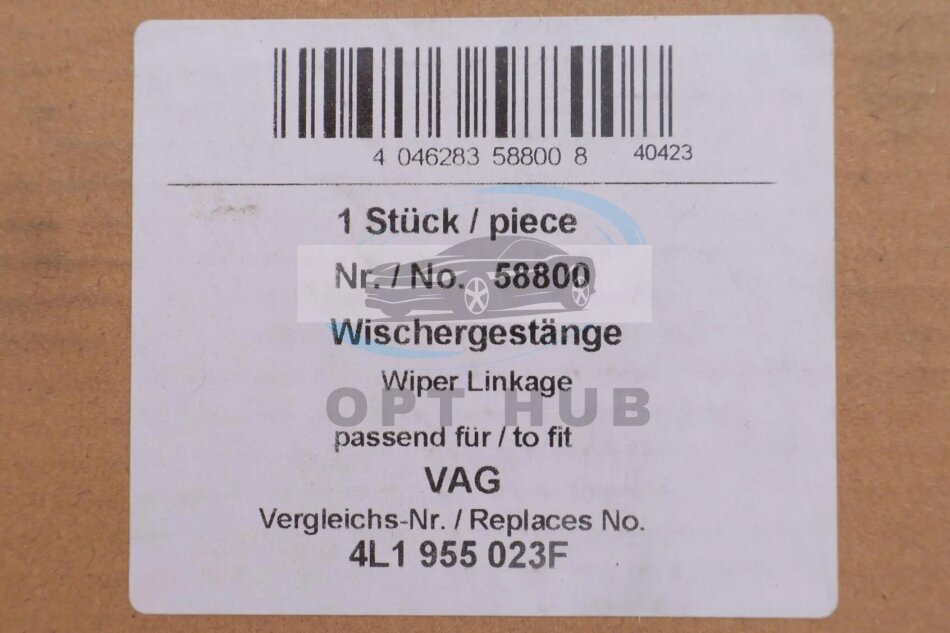 4 046283 58800 8 40423
1 Stück / piece
Nr. / No. 58800
Wischergestänge
Wiper Linkage
OPT HUB
passend für / to fit
VAG
Vergleichs-Nr. / Replaces No.
4L1 955 023F